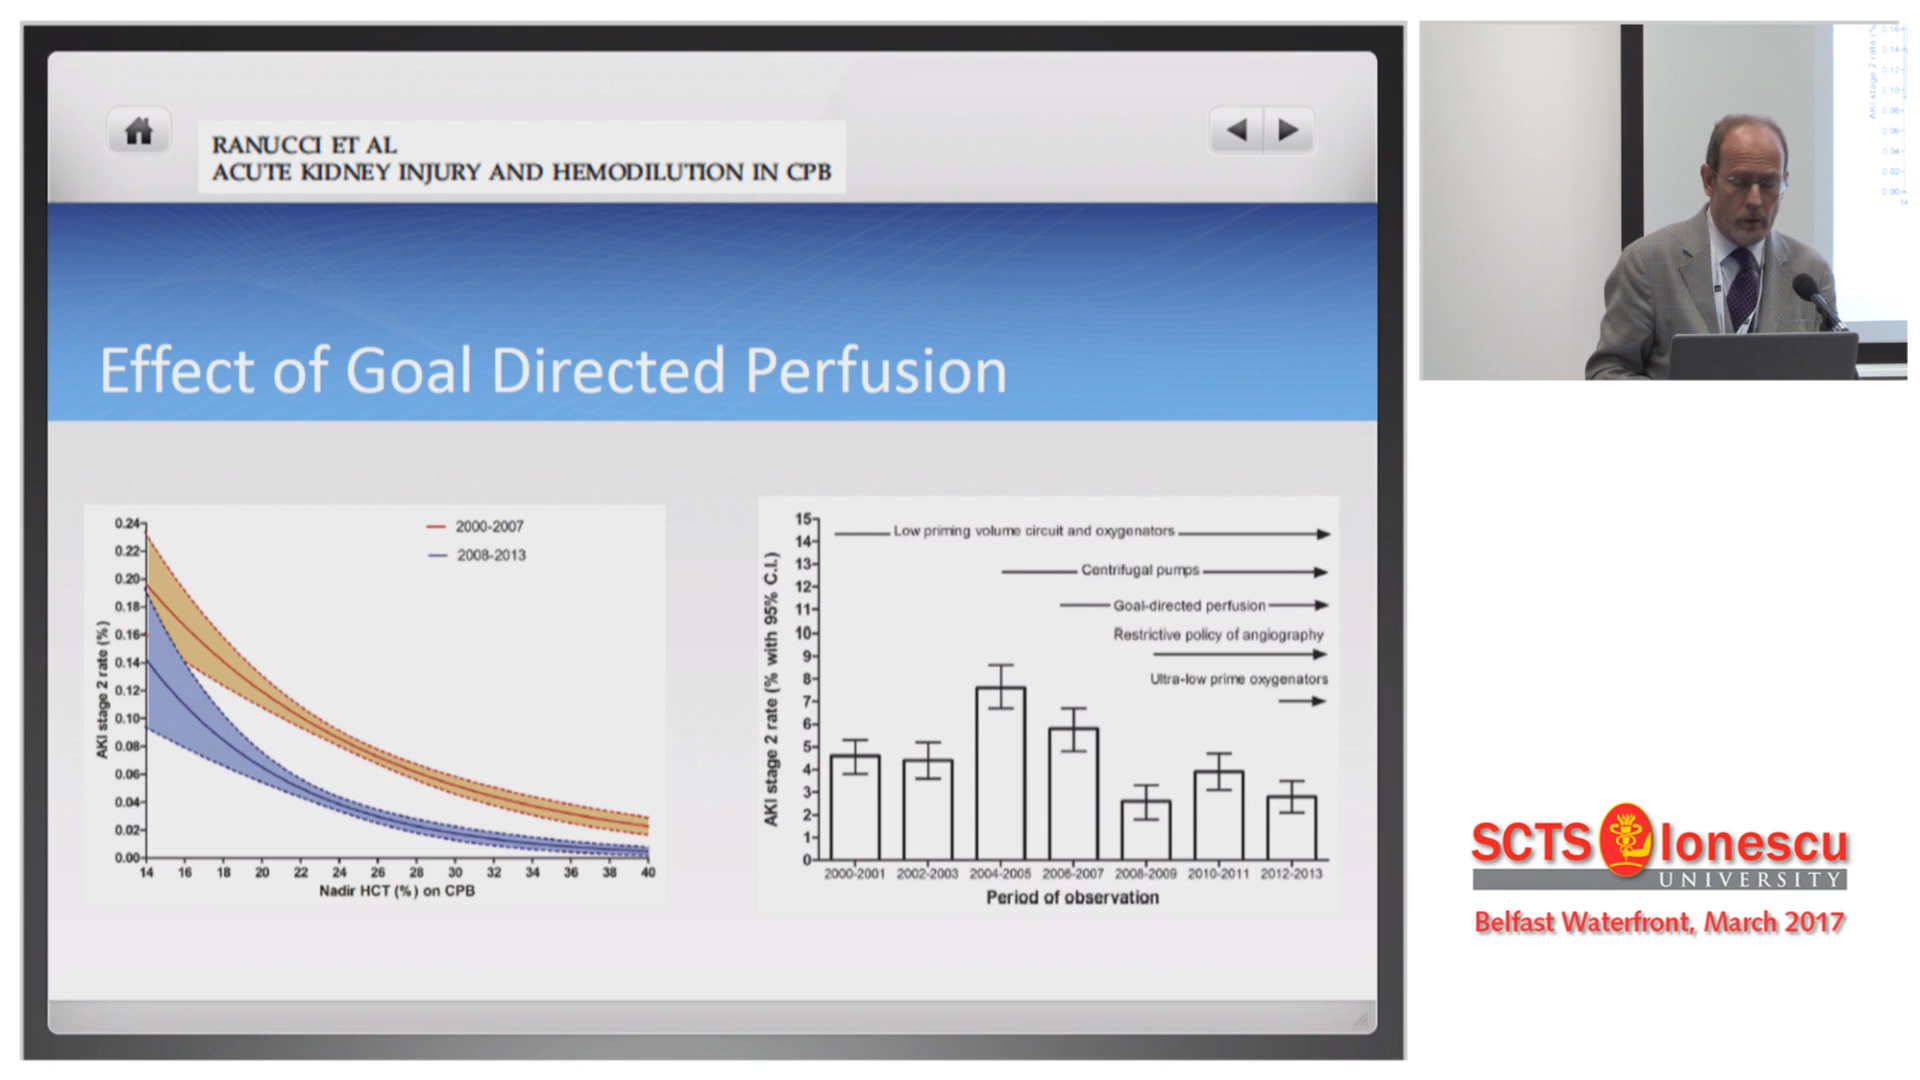 RANUCCI ET AL
ACUTE KIDNEY INJURY AND HEMODILUTION IN CPB
Effect of Goal Directed Perfusion
AKI stage 2 rate (%)
0.24
0.22
0.20
0.18
0.16
0.14
0.12
0.10
0.08
0.06
0.04
0.02
0.00
2000-2007
2008-2013
14 16 18 20 22 24 26 28 30 32 34 36 38 40
Nadir HCT (%) on CPB
AKI stage 2 rate (% with 95% C.I.)
15
14
13
12
11
10
9
8
7
6
5
4
3
2
1
0
Low priming volume circuit and oxygenators
Centrifugal pumps
Goal-directed perfusion
Restrictive policy of angiography
Ultra-low prime oxygenators
2000-2001 2002-2003 2004-2005 2006-2007 2008-2009 2010-2011 2012-2013
Period of observation
SCTS Ionescu
UNIVERSITY
Belfast Waterfront, March 2017